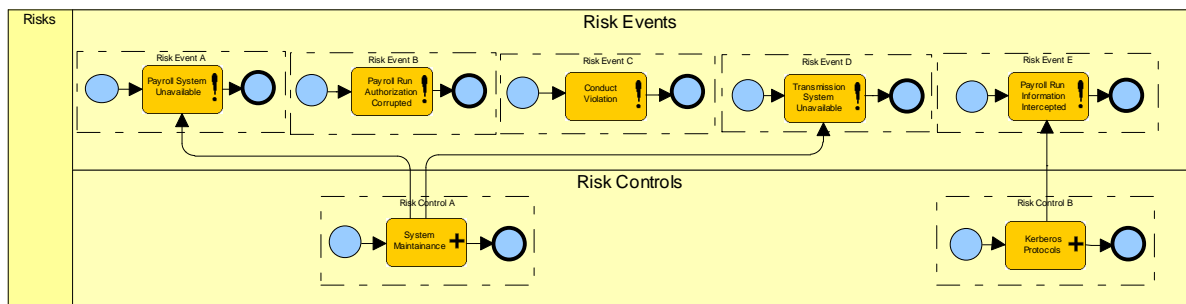 Risks
Risk Events
Risk Event A
Payroll System
Unavailable
Risk Event B
Payroll Run
Authorization
Corrupted
Risk Event C
Conduct
Violation
Risk Event D
Transmission
System
Unavailable
Risk Event E
Payroll Run
Information
Intercepted
Risk Controls
Risk Control A
System
Maintainance
Risk Control B
Kerberos
Protocols